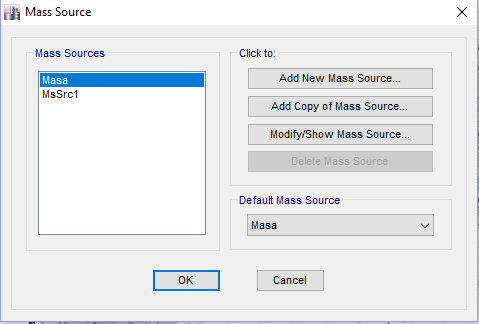 Mass Source
Mass Sources
Masa
MsSrc1
Click to:
Add New Mass Source...
Add Copy of Mass Source...
Modify/Show Mass Source...
Delete Mass Source
Default Mass Source
Masa
OK
Cancel